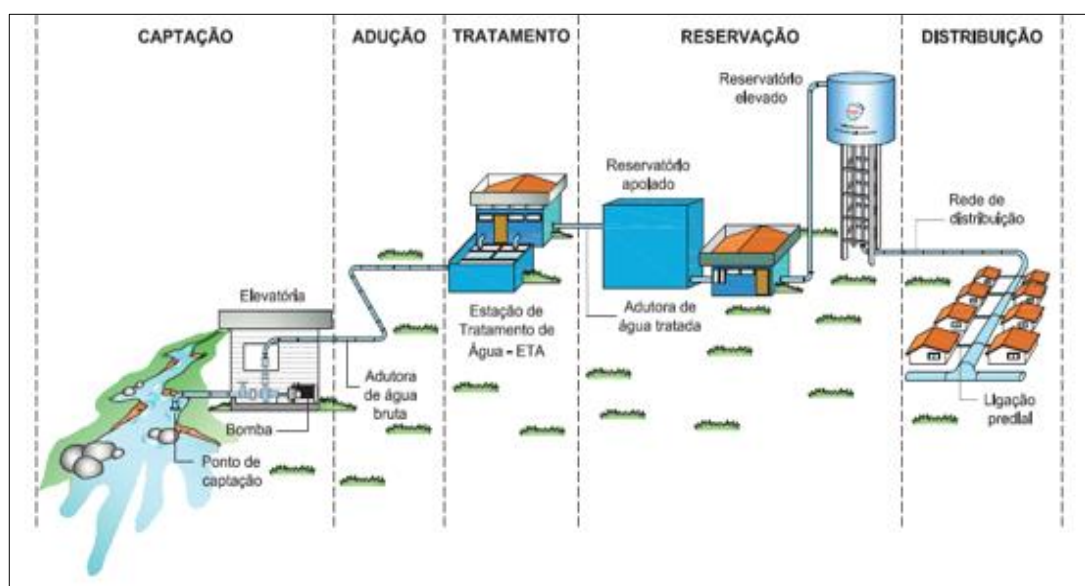 CAPTAÇÃO
ADUÇÃO
TRATAMENTO
RESERVAÇÃO
DISTRIBUIÇÃO
Reservatório
elevado
Reservatório
apoiado
Rede de
distribuição
Elevatória
Estação de
Tratamento de
Água - ETA
Adutora de
água tratada
Adutora
de água
bruta
Bomba
Ligação
predial
Ponto de
captação